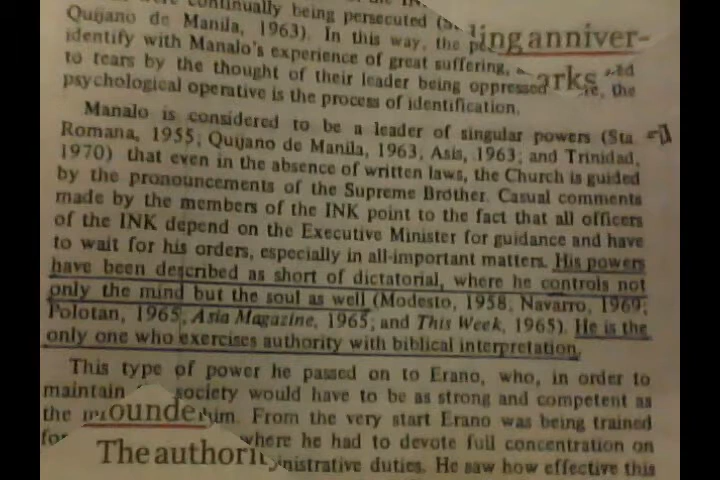 continually being persecuted
Quijano de Manila, 1963). In this way, the
ling anniver-
identify with Manalo's experience of great suffering,
to tears by the thought of their leader being oppressed
arks
the
psychological operative is the process of identification.
Manalo is considered to be a leader of singular powers (Sta
Romana, 1955; Quijano de Manila, 1963, Asis, 1963; and Trinidad,
1970) that even in the absence of written laws, the Church is guided
by the pronouncements of the Supreme Brother. Casual comments
made by the members of the INK point to the fact that all officers
of the INK depend on the Executive Minister for guidance and have
to wait for his orders, especially in all-important matters. His powers
have been described as short of dictatorial, where he controls not
only the mind but the soul as well (Modesto, 1958; Navarro, 1969;
Polotan, 1965, Asia Magazine, 1965; and This Week, 1965). He is the
only one who exercises authority with biblical interpretation.
This type of power he passed on to Erano, who, in order to
maintain society would have to be as strong and competent as
the ounde him. From the very start Erano was being trained
where he had to devote full concentration on
The authori inistrative duties. He saw how effective this